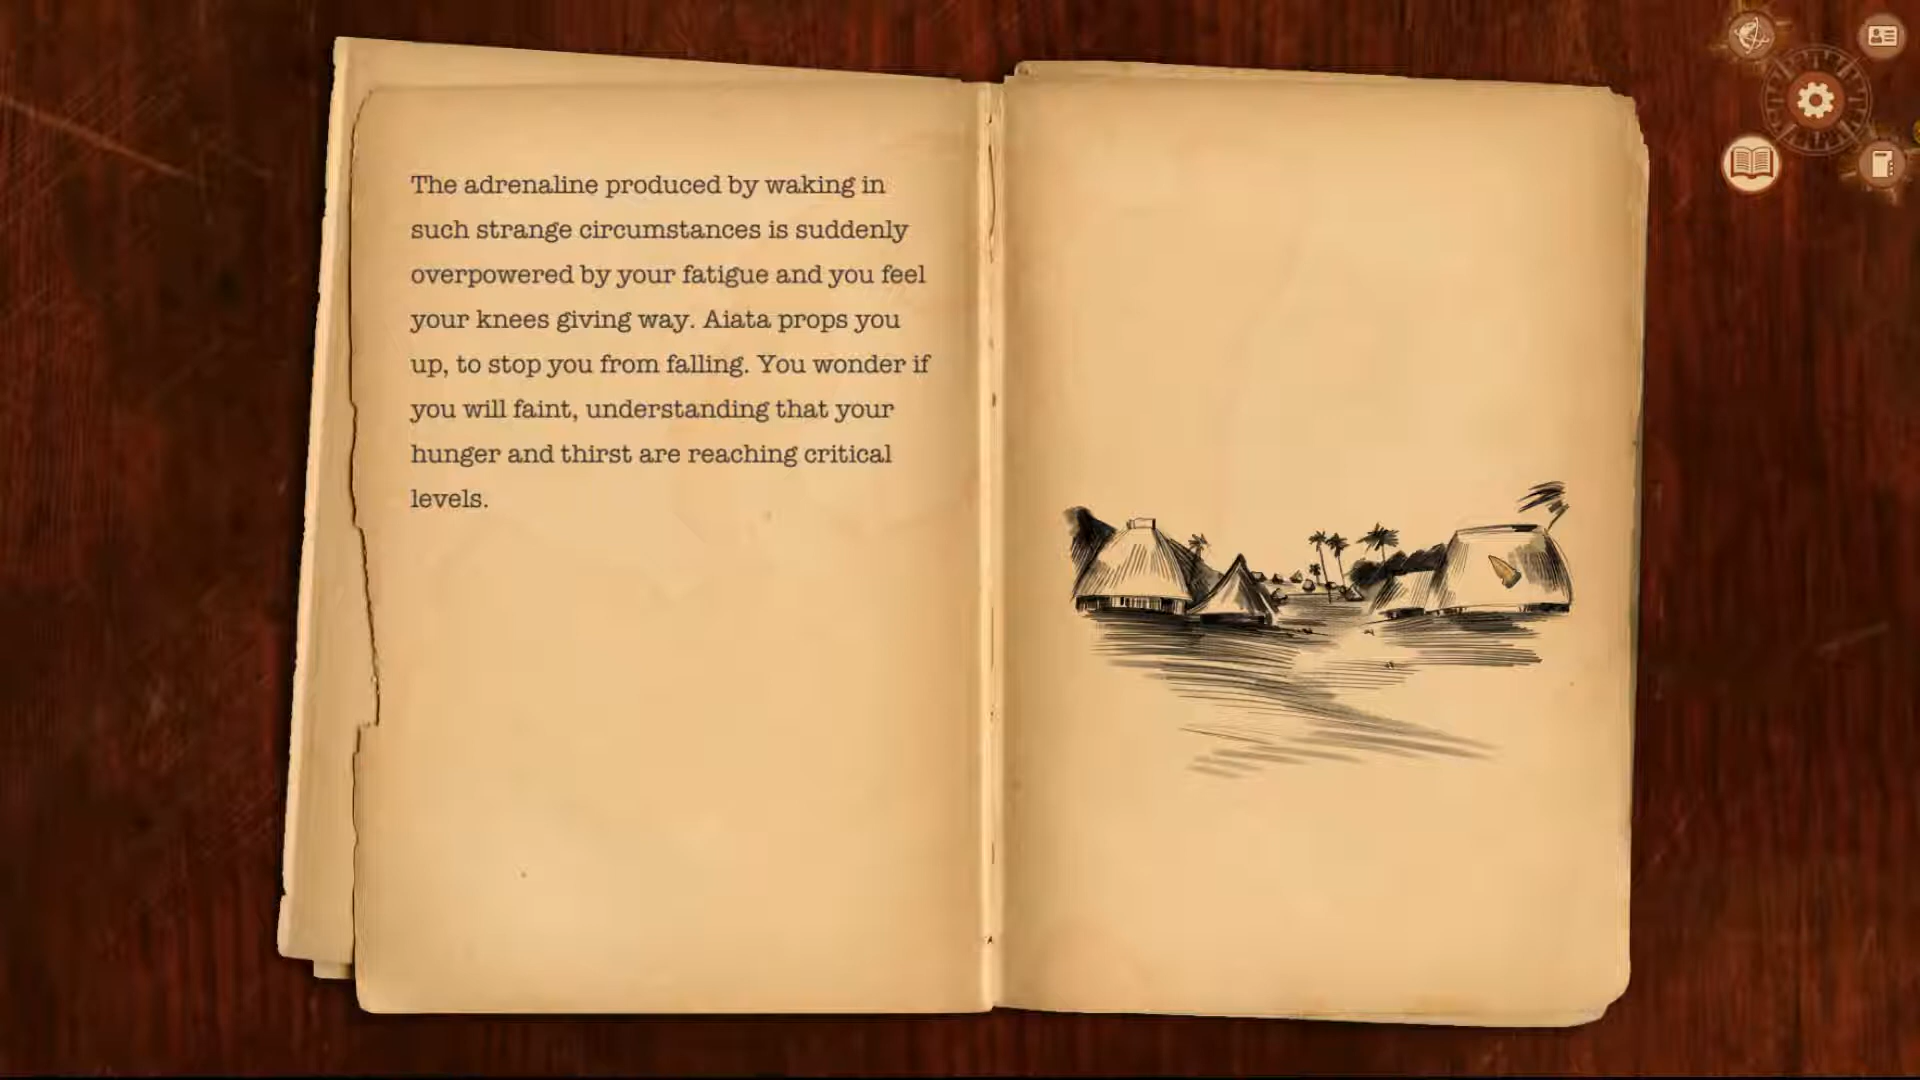 The adrenaline produced by waking in
such strange circumstances is suddenly
overpowered by your fatigue and you feel
your knees giving way. Aiata props you
up, to stop you from falling. You wonder if
you will faint, understanding that your
hunger and thirst are reaching critical
levels.